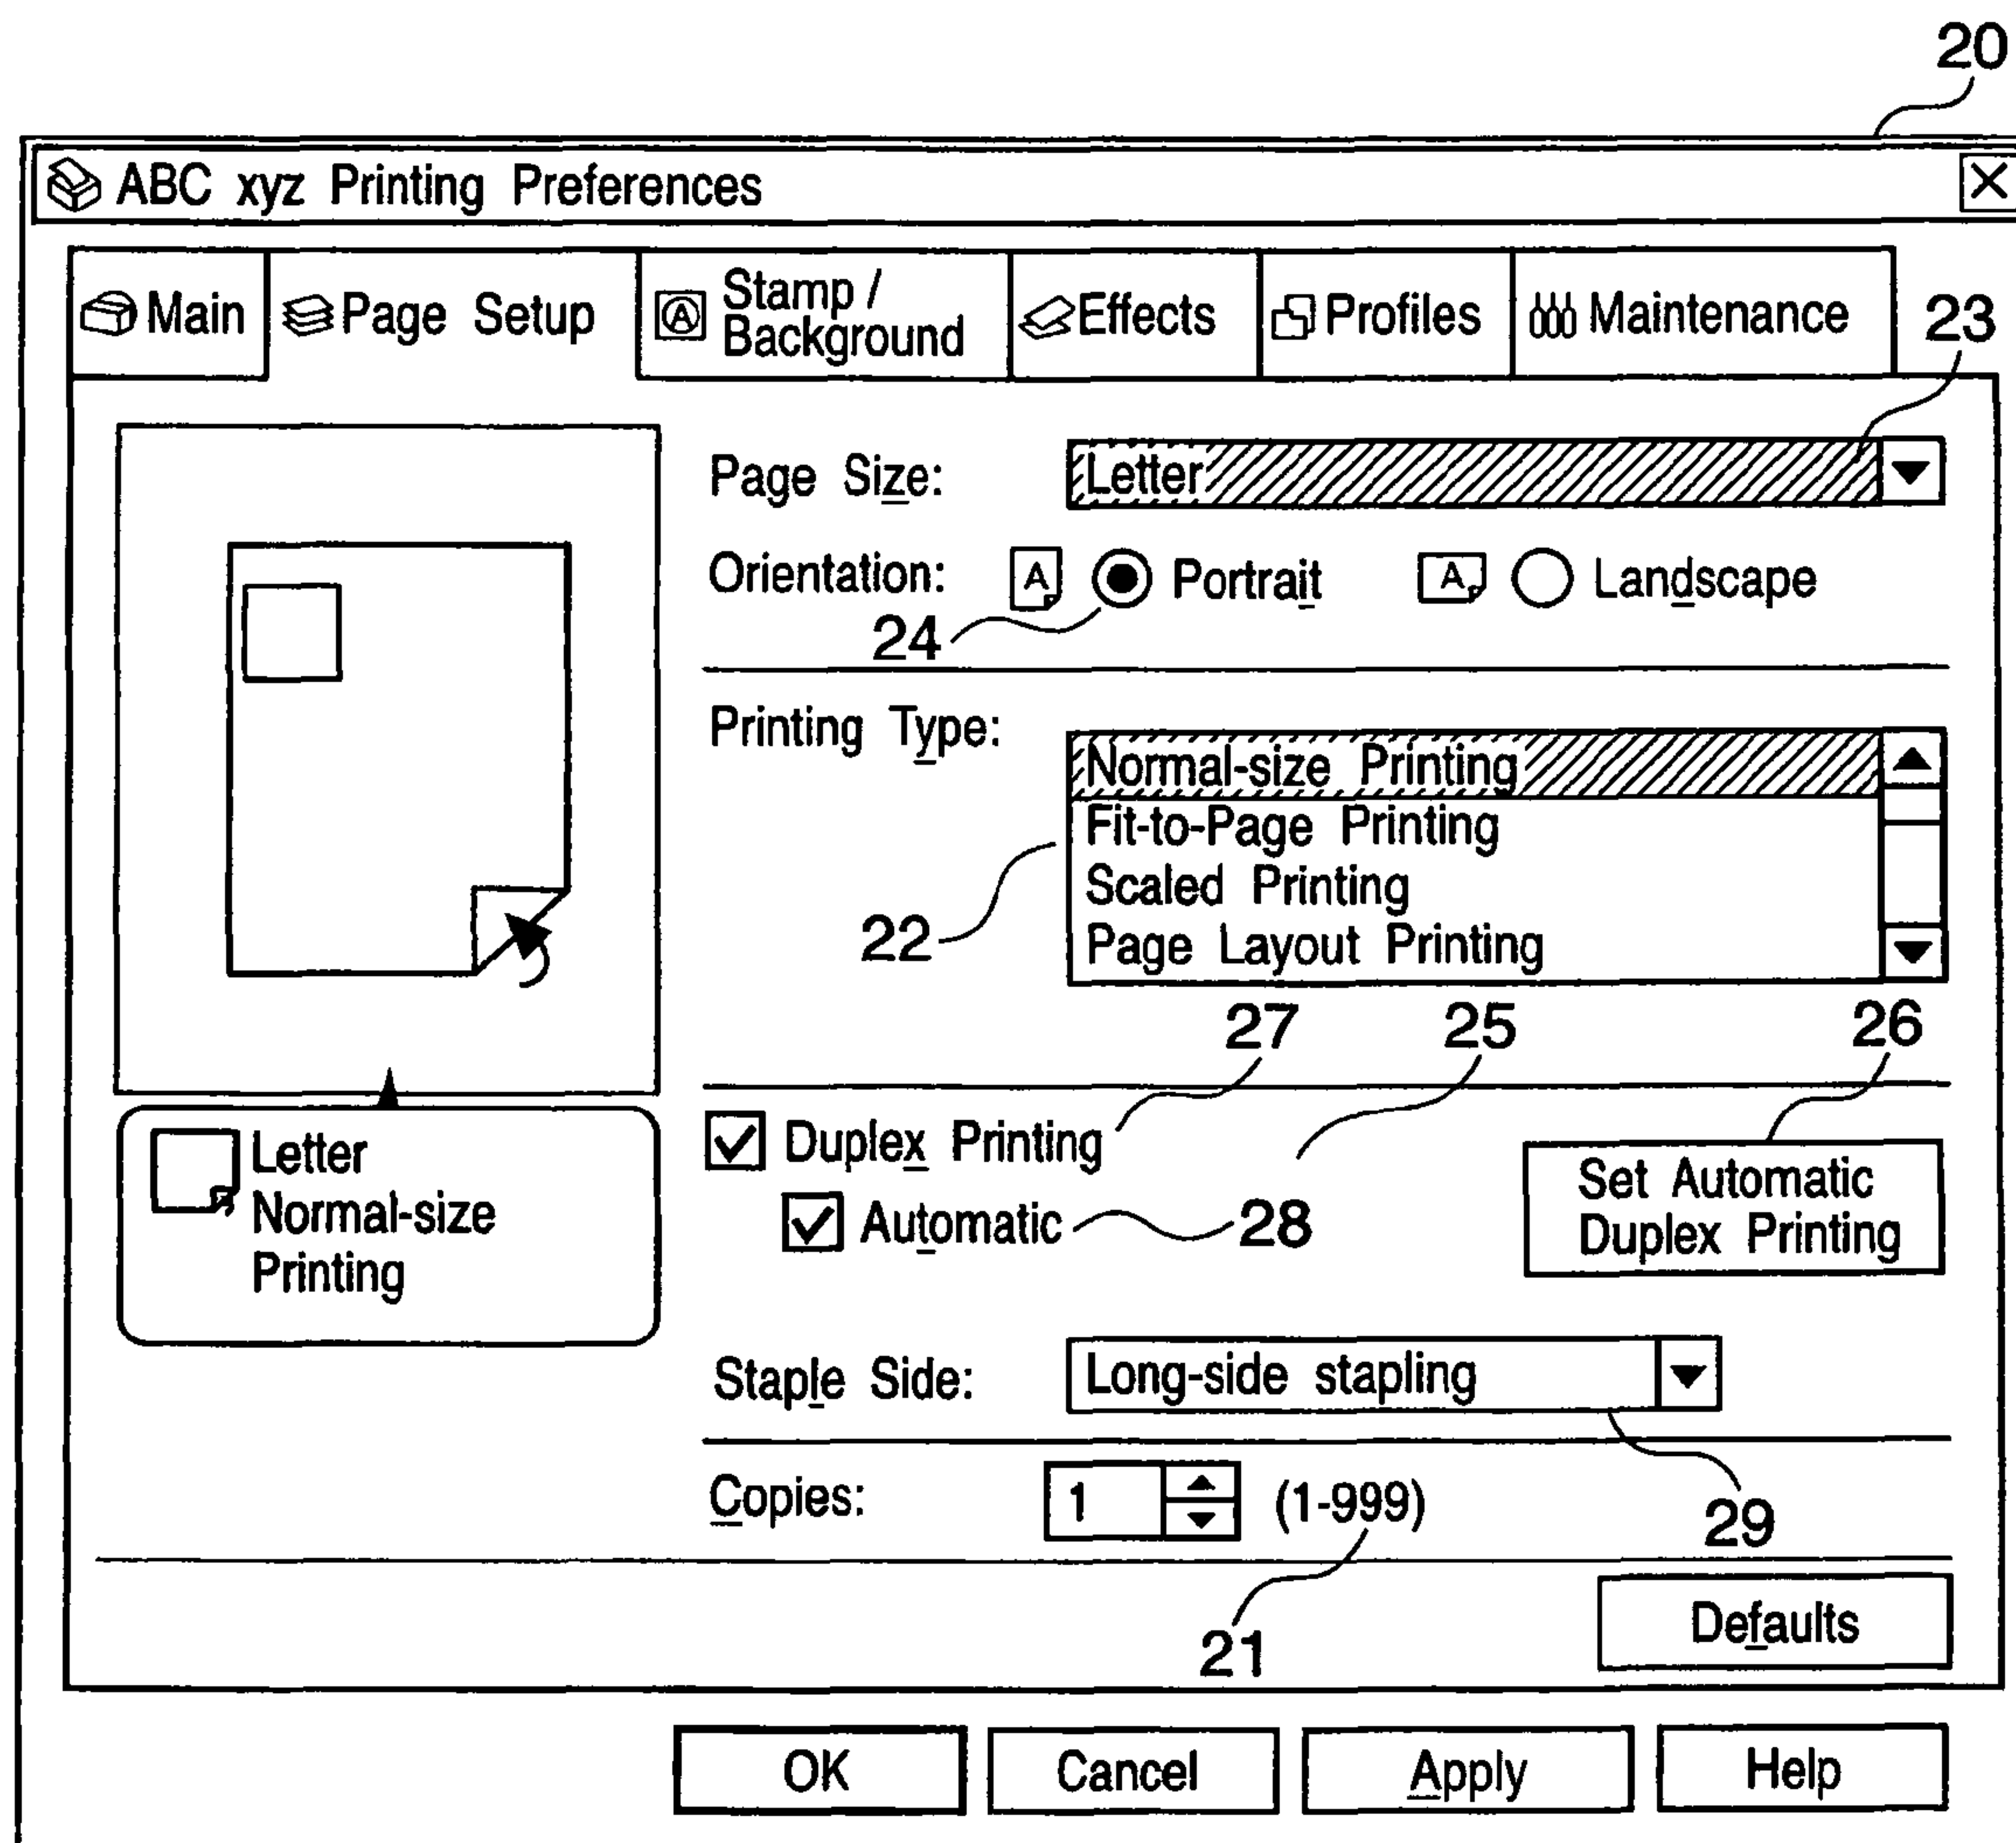 20
ABC xyz Printing Preferences
Main
Page Setup
Stamp /
Background
Effects
Profiles
Maintenance
23
Page Size:
Letter
Orientation:
A
Portrait
A
Landscape
24
Printing Type:
Normal-size Printing
Fit-to-Page Printing
Scaled Printing
Page Layout Printing
22
27
25
26
Letter
Normal-size
Printing
Duplex Printing
Automatic
28
Set Automatic
Duplex Printing
Staple Side:
Long-side stapling
29
Copies:
1
(1-999)
21
Defaults
OK
Cancel
Apply
Help